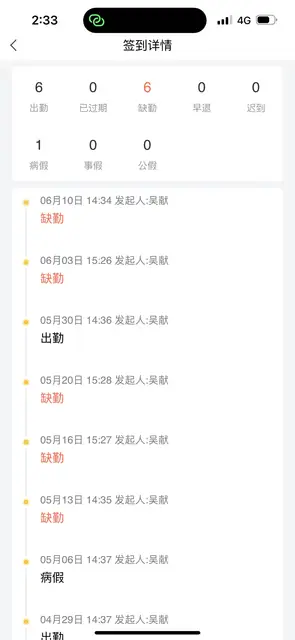 2:33 4G
签到详情
6 0 6 0 0
出勤 已过期 缺勤 早退 迟到
1 0 0
病假 事假 公假
06月10日 14:34 发起人:吴献
缺勤
06月03日 15:26 发起人:吴献
缺勤
05月30日 14:36 发起人:吴献
出勤
05月20日 15:28 发起人:吴献
缺勤
05月16日 15:27 发起人:吴献
缺勤
05月13日 14:35 发起人:吴献
缺勤
05月06日 14:37 发起人:吴献
病假
04月29日 14:37 发起人:吴献
出勤